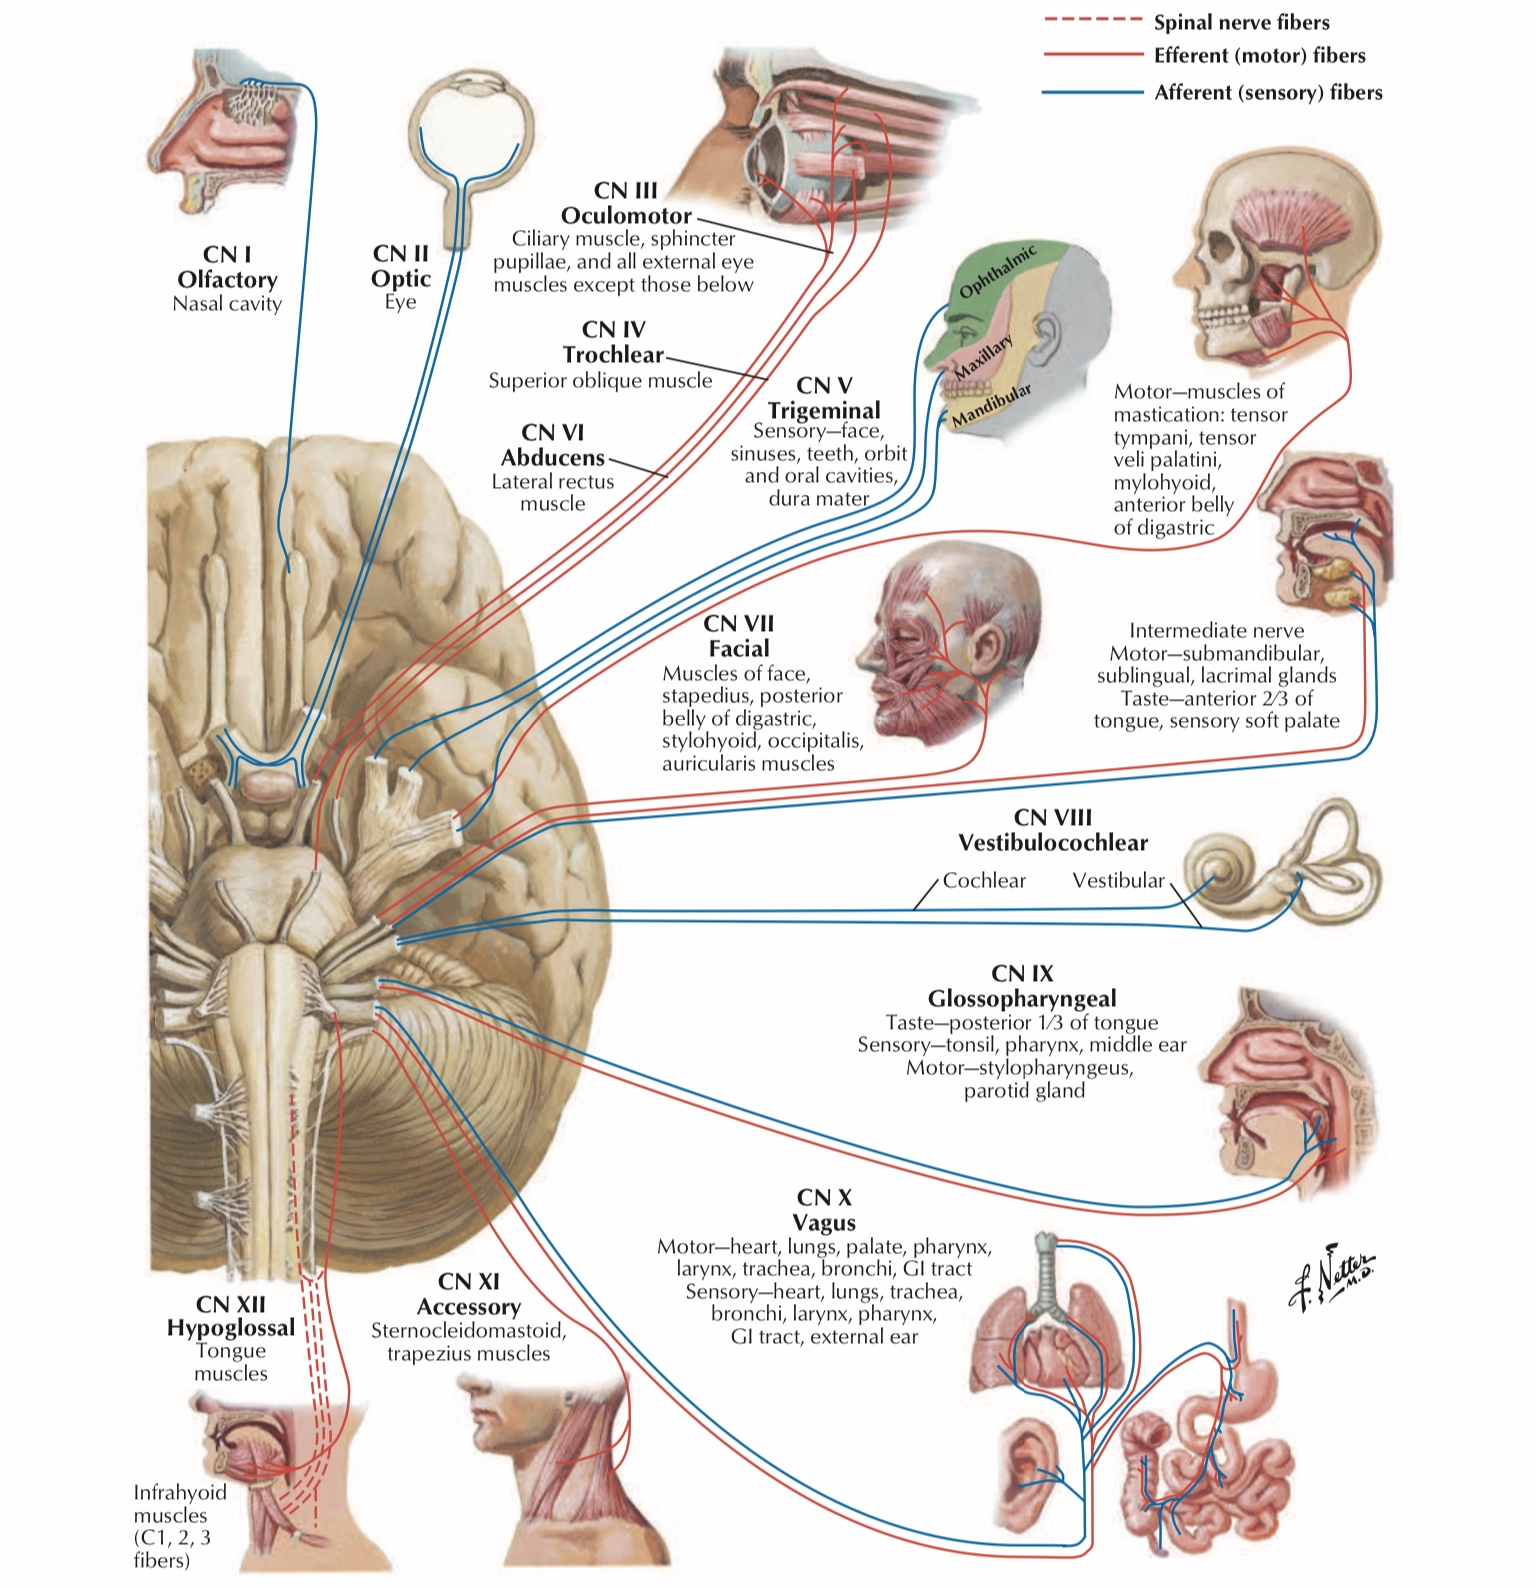 Spinal nerve fibers
Efferent (motor) fibers
Afferent (sensory) fibers
CN I
Olfactory
Nasal cavity
CN II
Optic
Eye
CN III
Oculomotor
Ciliary muscle, sphincter
pupillae, and all external eye
muscles except those below
CN IV
Trochlear
Superior oblique muscle
CN VI
Abducens
Lateral rectus
muscle
CN V
Trigeminal
Sensory—face,
sinuses, teeth, orbit
and oral cavities,
dura mater
Ophthalmic
Maxillary
Mandibular
Motor—muscles of
mastication: tensor
tympani, tensor
veli palatini,
mylohyoid,
anterior belly
of digastric
CN VII
Facial
Muscles of face,
stapedius, posterior
belly of digastric,
stylohyoid, occipitalis,
auricularis muscles
Intermediate nerve
Motor—submandibular,
sublingual, lacrimal glands
Taste—anterior 2/3 of
tongue, sensory soft palate
CN VIII
Vestibulocochlear
Cochlear
Vestibular
CN IX
Glossopharyngeal
Taste—posterior 1/3 of tongue
Sensory—tonsil, pharynx, middle ear
Motor—stylopharyngeus,
parotid gland
CN X
Vagus
Motor—heart, lungs, palate, pharynx,
larynx, trachea, bronchi, GI tract
Sensory—heart, lungs, trachea,
bronchi, larynx, pharynx,
GI tract, external ear
CN XI
Accessory
Sternocleidomastoid,
trapezius muscles
CN XII
Hypoglossal
Tongue
muscles
Infrahyoid
muscles
(C1, 2, 3
fibers)
F. Netter
M.D.